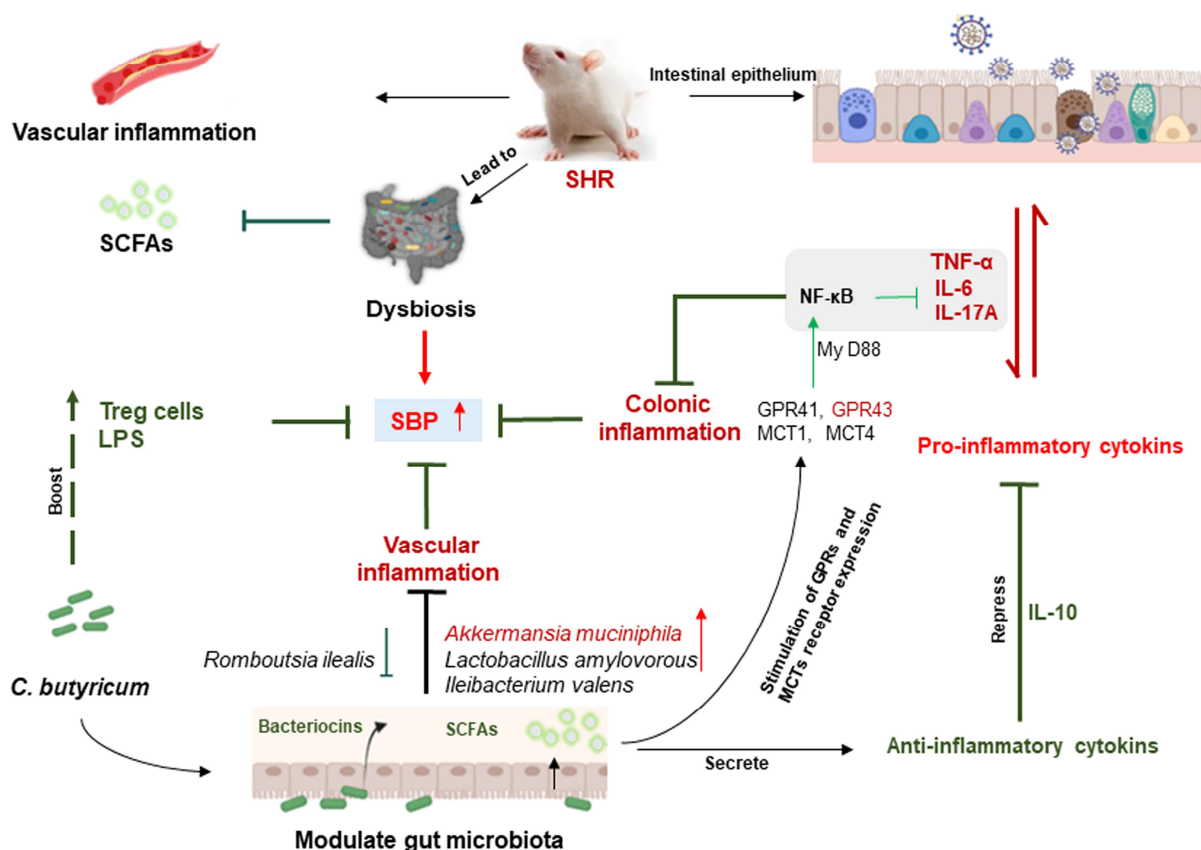 Intestinal epithelium
Vascular inflammation
Lead to
SHR
SCFAs
TNF-α
IL-6
IL-17A
NF-κB
Dysbiosis
My D88
Treg cells
LPS
SBP
Colonic
inflammation
GPR41, GPR43
MCT1, MCT4
Pro-inflammatory cytokins
Boost
Vascular
inflammation
Stimulation of GPRs and
MCTs receptor expression
Repress
IL-10
Romboutsia ilealis
Akkermansia muciniphila
Lactobacillus amylovorous
Ileibacterium valens
C. butyricum
Bacteriocins
SCFAs
Secrete
Anti-inflammatory cytokins
Modulate gut microbiota